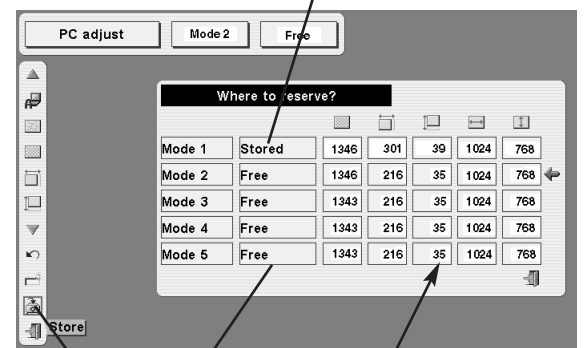 PC adjust Mode 2 Free
Where to reserve?
Mode 1 Stored 1346 301 39 1024 768
Mode 2 Free 1346 216 35 1024 768
Mode 3 Free 1343 216 35 1024 768
Mode 4 Free 1343 216 35 1024 768
Mode 5 Free 1343 216 35 1024 768
Store